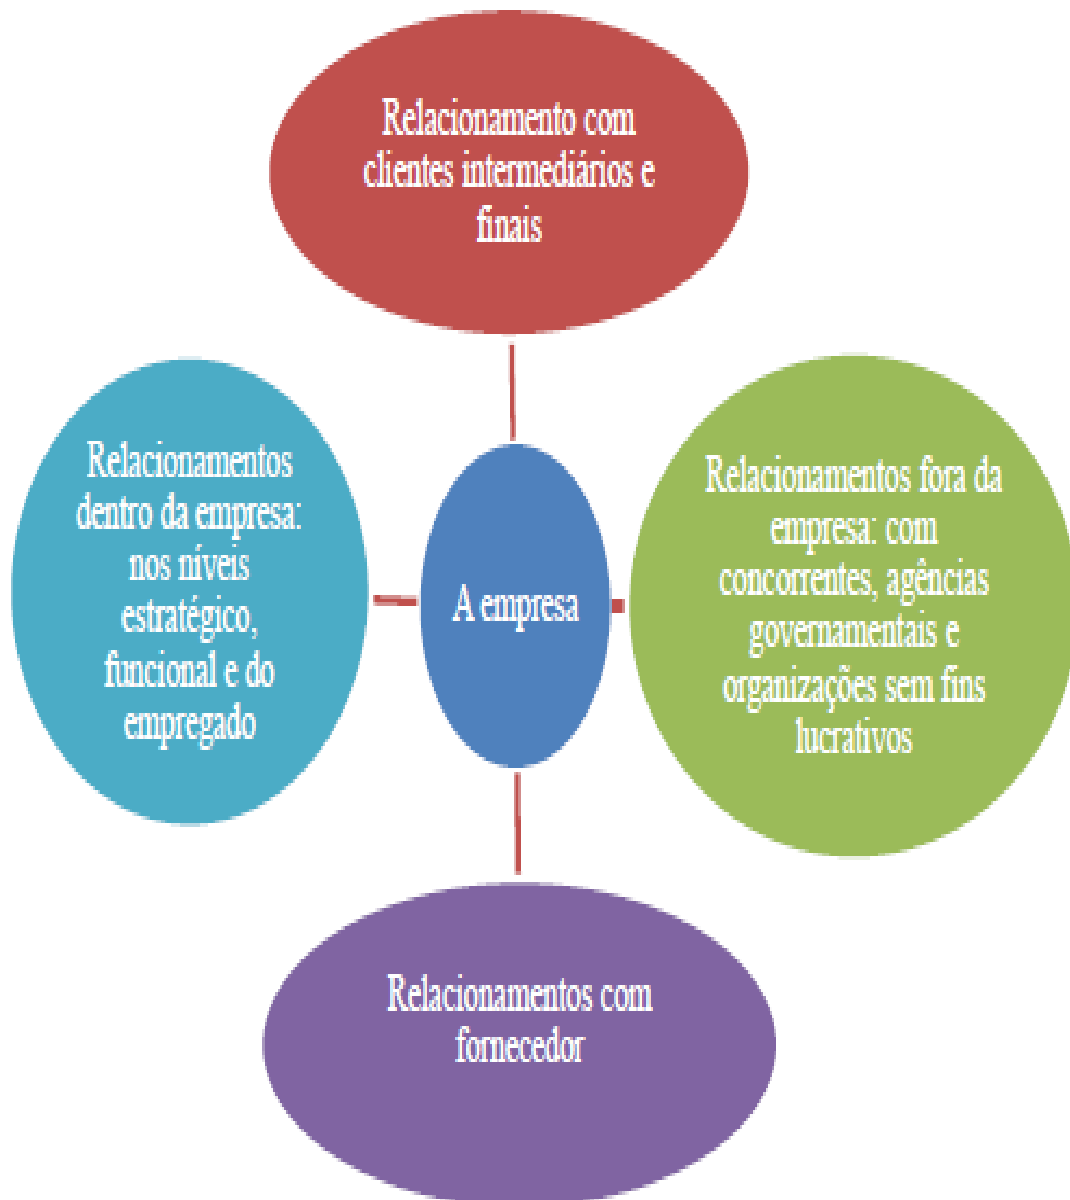 Relacionamento com
clientes intermediários e
finais
Relacionamentos
dentro da empresa:
nos níveis
estratégico,
funcional e do
empregado
A empresa
Relacionamentos fora da
empresa: com
concorrentes, agências
governamentais e
organizações sem fins
lucrativos
Relacionamentos com
fornecedor